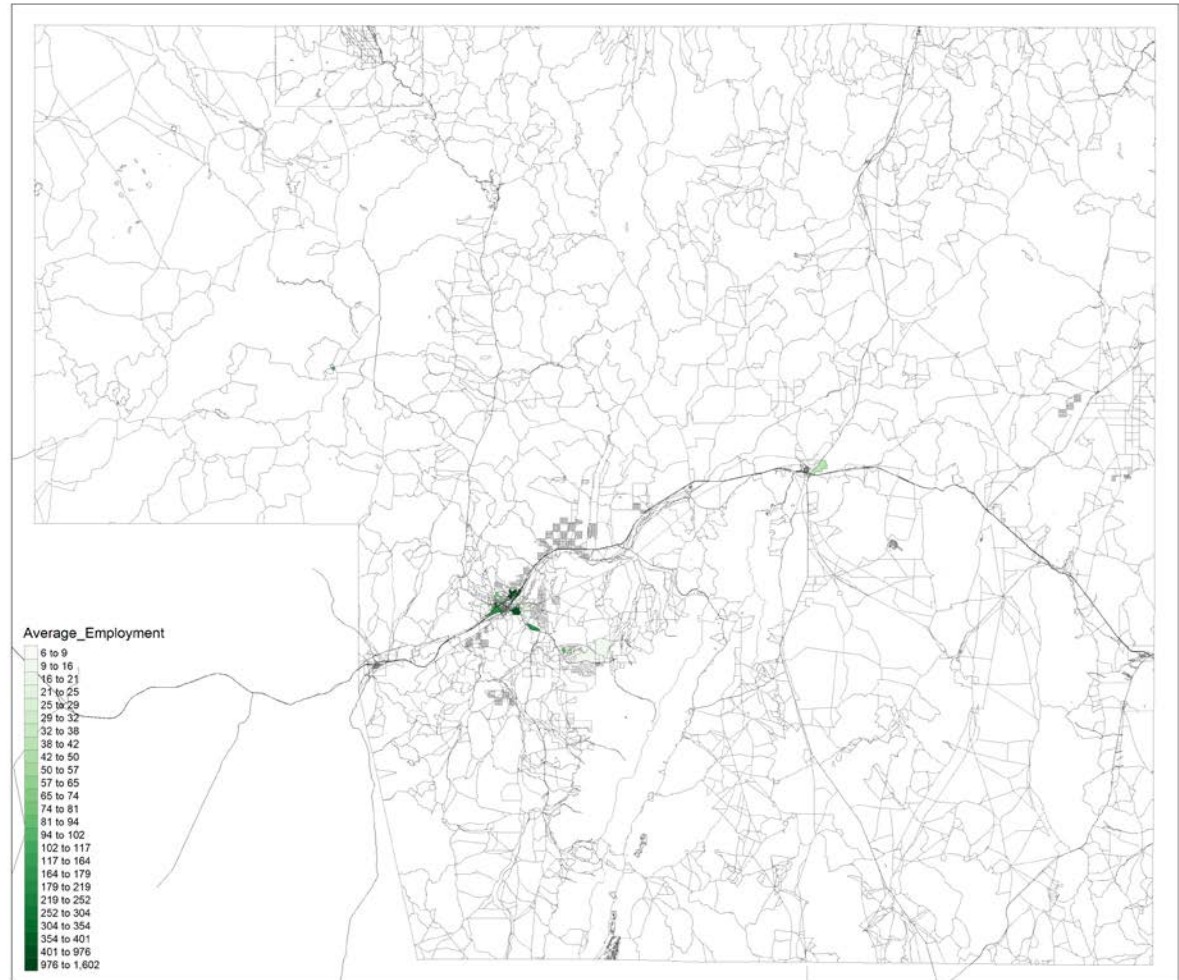 Average_Employment
6 to 9
9 to 16
16 to 21
21 to 25
25 to 29
29 to 32
32 to 38
38 to 42
42 to 50
50 to 57
57 to 65
65 to 74
74 to 81
81 to 94
94 to 102
102 to 117
117 to 164
164 to 179
179 to 219
219 to 252
252 to 304
304 to 354
354 to 401
401 to 976
976 to 1,602